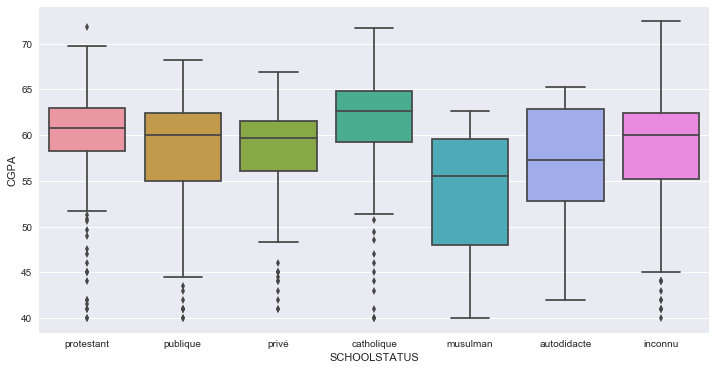 70
65
60
55
50
45
40
CGPA
protestant publique privé catholique musulman autodidacte inconnu
SCHOOLSTATUS